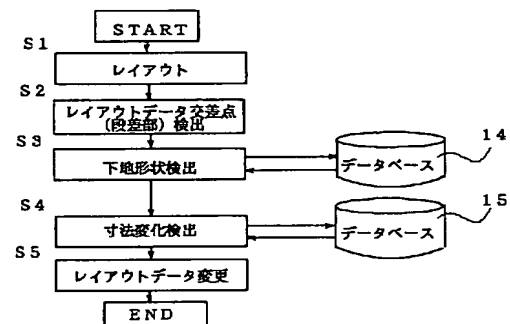 START
S1
レイアウト
S2
レイアウトデータ交差点
(段差部)検出
S3
下地形状検出
データベース
14
S4
寸法変化検出
データベース
15
S5
レイアウトデータ変更
END